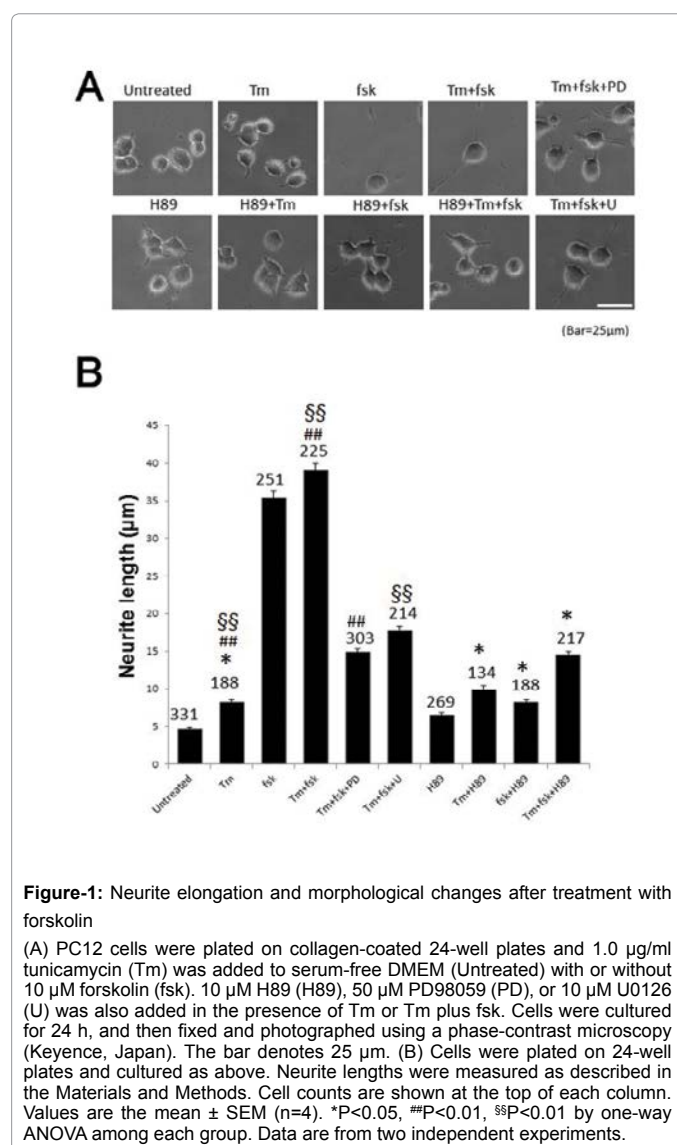 A
Untreated Tm fsk Tm+fsk Tm+fsk+PD
H89 H89+Tm H89+fsk H89+Tm+fsk Tm+fsk+U
(Bar=25μm)
B
Neurite length (μm)
45
40
35
30
25
20
15
10
5
0
331
§§
##
*
188
251
§§
##
225
##
303
§§
214
269
*
134
*
188
*
217
Untreated Tm fsk Tm+fsk Tm+fsk+PD Tm+fsk+U H89 Tm+H89 fsk+H89 Tm+fsk+H89
Figure-1: Neurite elongation and morphological changes after treatment with
forskolin
(A) PC12 cells were plated on collagen-coated 24-well plates and 1.0 μg/ml
tunicamycin (Tm) was added to serum-free DMEM (Untreated) with or without
10 μM forskolin (fsk). 10 μM H89 (H89), 50 μM PD98059 (PD), or 10 μM U0126
(U) was also added in the presence of Tm or Tm plus fsk. Cells were cultured
for 24 h, and then fixed and photographed using a phase-contrast microscopy
(Keyence, Japan). The bar denotes 25 μm. (B) Cells were plated on 24-well
plates and cultured as above. Neurite lengths were measured as described in
the Materials and Methods. Cell counts are shown at the top of each column.
Values are the mean ± SEM (n=4). *P<0.05, ##P<0.01, §§P<0.01 by one-way
ANOVA among each group. Data are from two independent experiments.